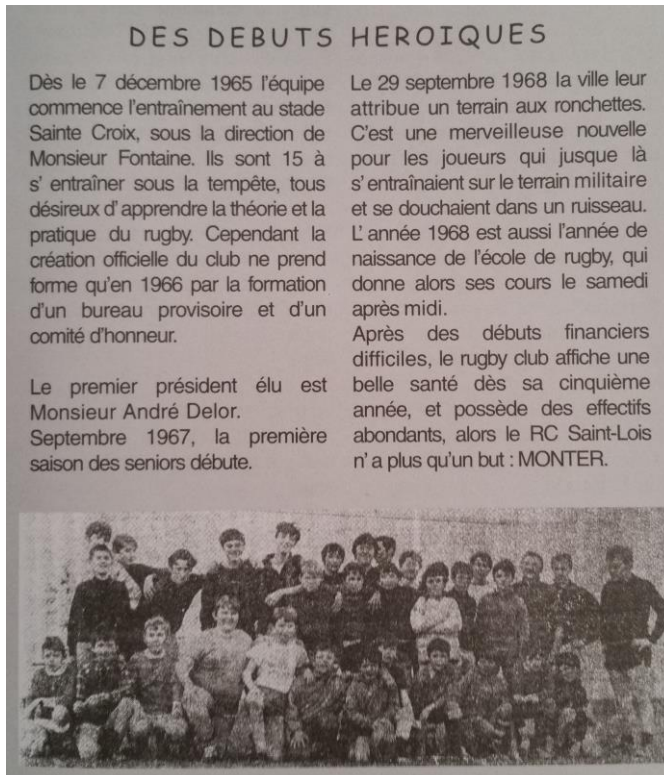 DES DEBUTS HEROIQUES
Dès le 7 décembre 1965 l'équipe
commence l'entraînement au stade
Sainte Croix, sous la direction de
Monsieur Fontaine. Ils sont 15 à
s' entraîner sous la tempête, tous
désireux d' apprendre la théorie et la
pratique du rugby. Cependant la
création officielle du club ne prend
forme qu'en 1966 par la formation
d'un bureau provisoire et d'un
comité d'honneur.
Le premier président élu est
Monsieur André Delor.
Septembre 1967, la première
saison des seniors débute.
Le 29 septembre 1968 la ville leur
attribue un terrain aux ronchettes.
C'est une merveilleuse nouvelle
pour les joueurs qui jusque là
s' entraînaient sur le terrain militaire
et se douchaient dans un ruisseau.
L' année 1968 est aussi l'année de
naissance de l'école de rugby, qui
donne alors ses cours le samedi
après midi.
Après des débuts financiers
difficiles, le rugby club affiche une
belle santé dès sa cinquième
année, et possède des effectifs
abondants, alors le RC Saint-Lois
n' a plus qu'un but : MONTER.